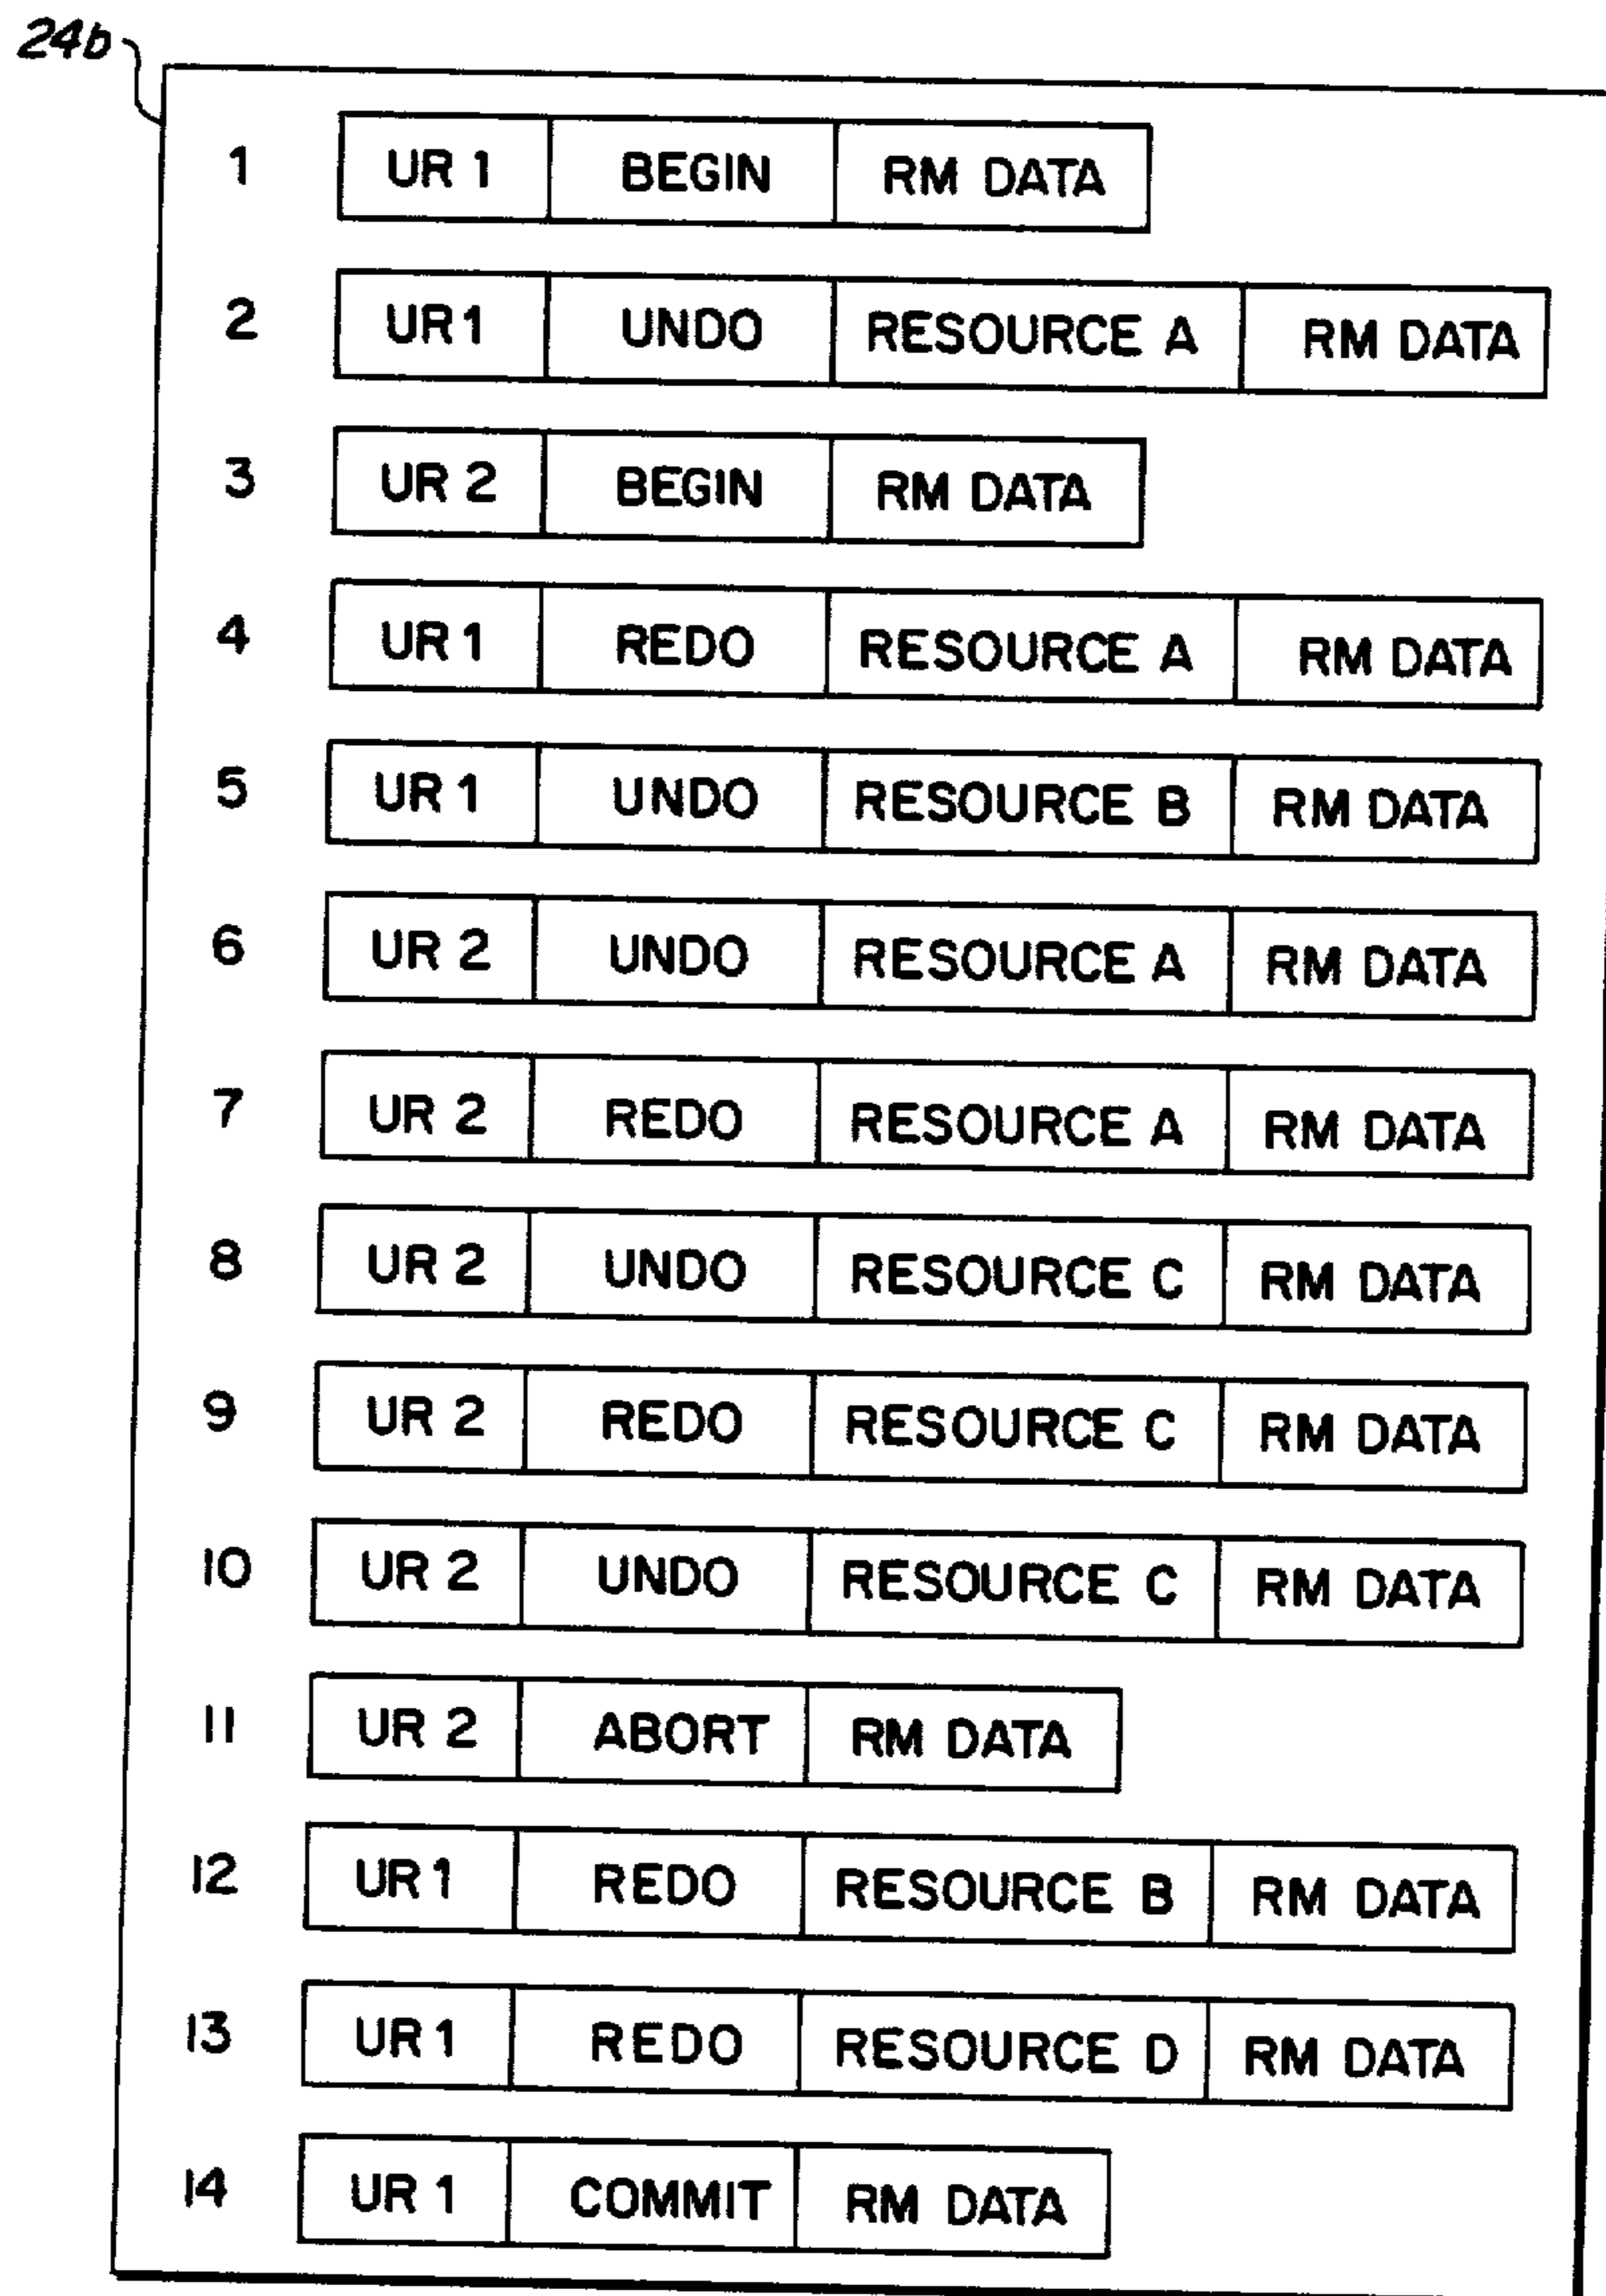 24b
1 UR 1 BEGIN RM DATA
2 UR 1 UNDO RESOURCE A RM DATA
3 UR 2 BEGIN RM DATA
4 UR 1 REDO RESOURCE A RM DATA
5 UR 1 UNDO RESOURCE B RM DATA
6 UR 2 UNDO RESOURCE A RM DATA
7 UR 2 REDO RESOURCE A RM DATA
8 UR 2 UNDO RESOURCE C RM DATA
9 UR 2 REDO RESOURCE C RM DATA
10 UR 2 UNDO RESOURCE C RM DATA
11 UR 2 ABORT RM DATA
12 UR 1 REDO RESOURCE B RM DATA
13 UR 1 REDO RESOURCE D RM DATA
14 UR 1 COMMIT RM DATA